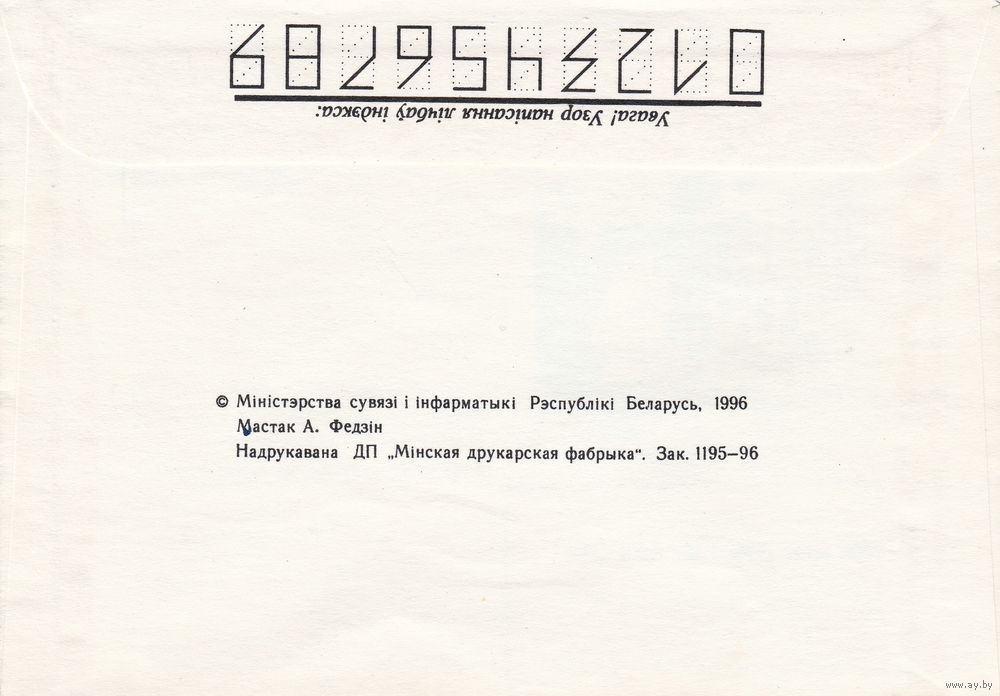 0123456789
Увага! Узор напісання лічбаў індэкса:
© Міністэрства сувязі і інфарматыкі Рэспублікі Беларусь, 1996
Мастак А. Федзін
Надрукавана ДП „Мінская друкарская фабрыка“. Зак. 1195–96
www.ay.by